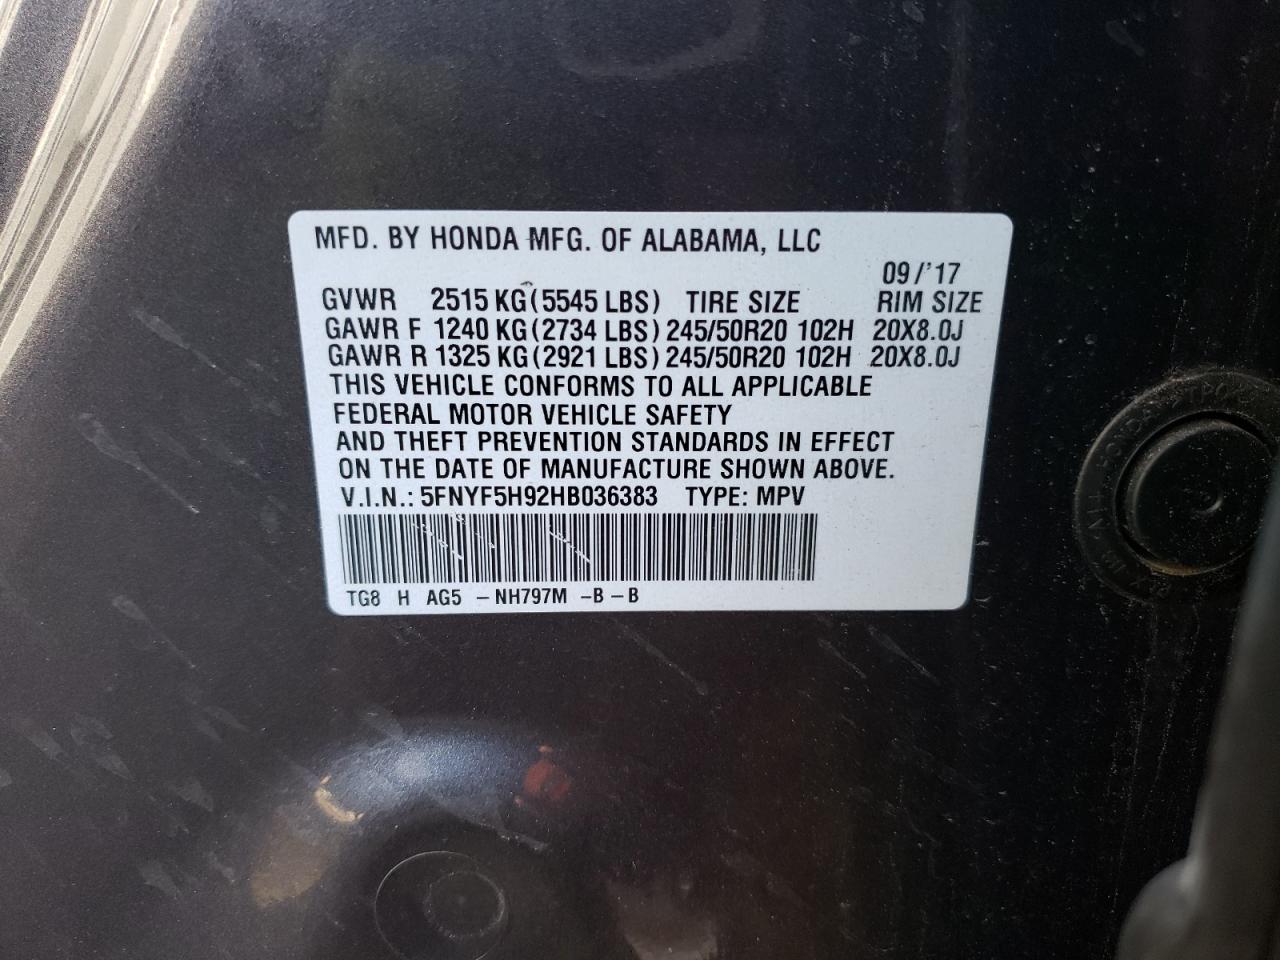 MFD. BY HONDA MFG. OF ALABAMA, LLC
09/'17
GVWR 2515 KG (5545 LBS) TIRE SIZE RIM SIZE
GAWR F 1240 KG (2734 LBS) 245/50R20 102H 20X8.0J
GAWR R 1325 KG (2921 LBS) 245/50R20 102H 20X8.0J
THIS VEHICLE CONFORMS TO ALL APPLICABLE
FEDERAL MOTOR VEHICLE SAFETY
AND THEFT PREVENTION STANDARDS IN EFFECT
ON THE DATE OF MANUFACTURE SHOWN ABOVE.
V.I.N.: 5FNYF5H92HB036383 TYPE: MPV
TG8 H AG5 – NH797M – B – B